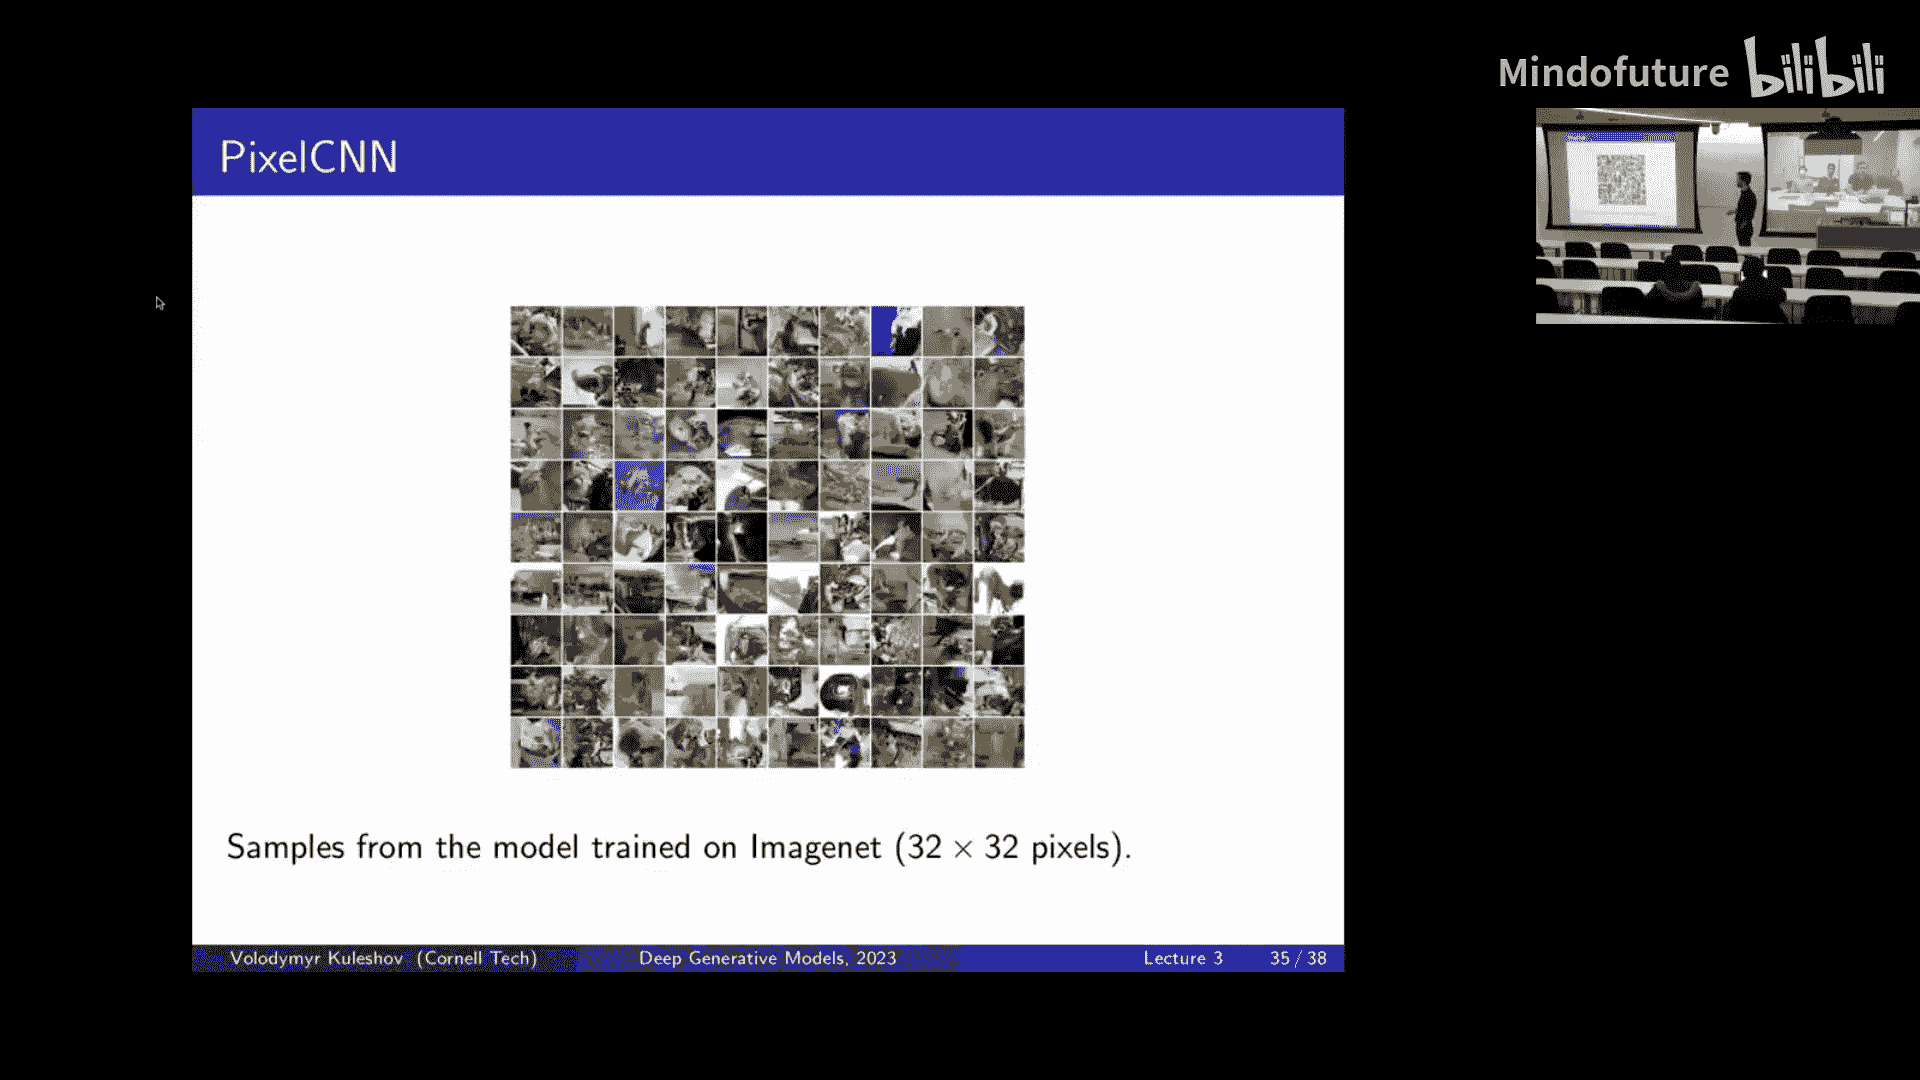 Mindofuture bilibili
PixelCNN
Samples from the model trained on Imagenet (32 × 32 pixels).
Volodymyr Kuleshov (Cornell Tech) Deep Generative Models, 2023 Lecture 3 35 / 38